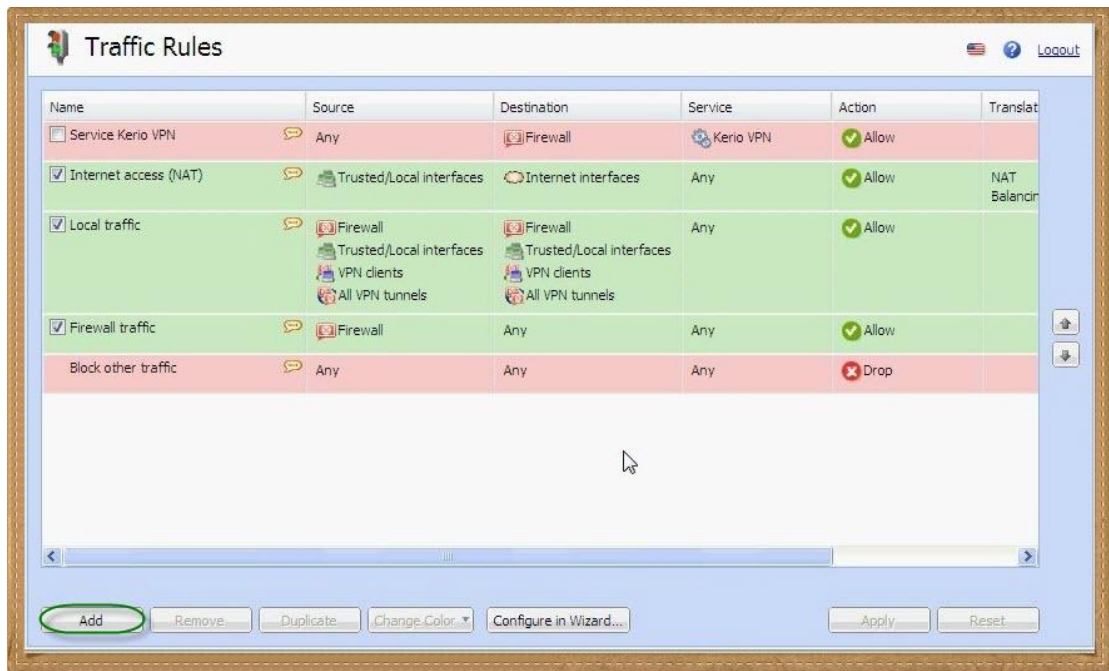 Traffic Rules
Logout
Name Source Destination Service Action Translat
Service Kerio VPN Any Firewall Kerio VPN Allow
Internet access (NAT) Trusted/Local interfaces Internet interfaces Any Allow NAT
Balancin
Local traffic Firewall Firewall Any Allow
Trusted/Local interfaces Trusted/Local interfaces
VPN clients VPN clients
All VPN tunnels All VPN tunnels
Firewall traffic Firewall Any Any Allow
Block other traffic Any Any Any Drop
Add Remove Duplicate Change Color Configure in Wizard... Apply Reset